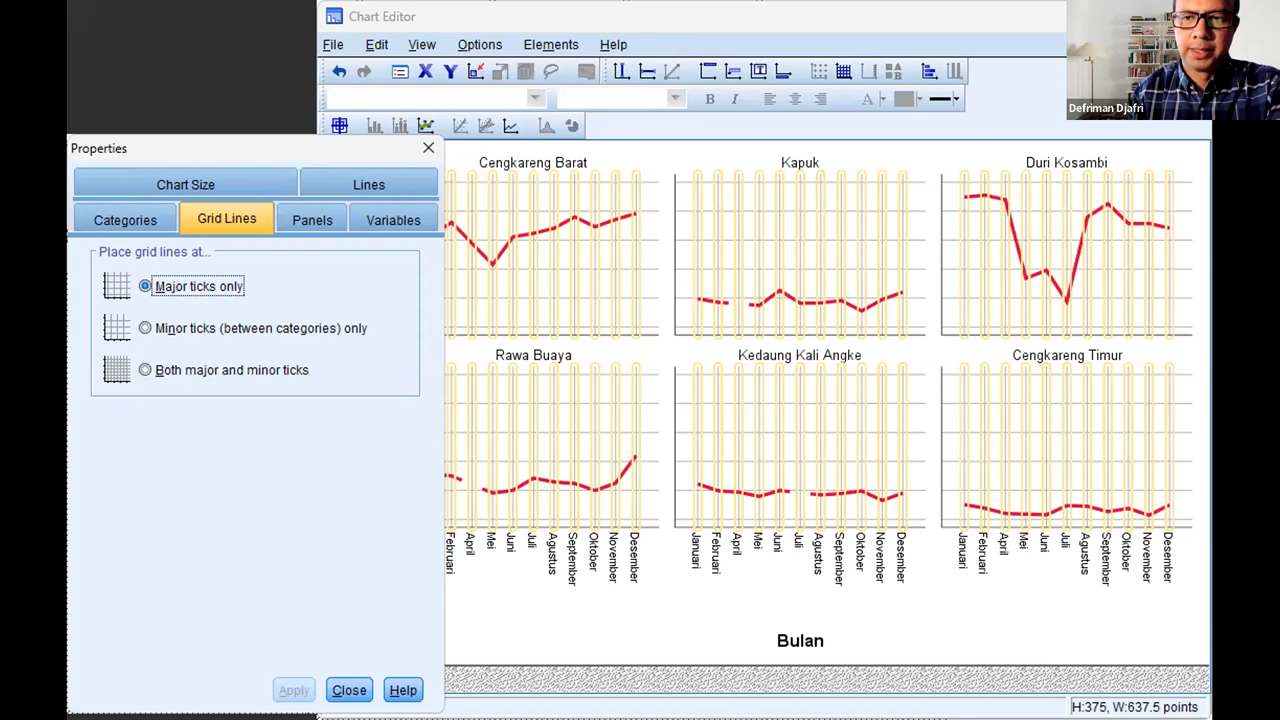 Chart Editor
File Edit View Options Elements Help
B I A
Defriman Djafri
Properties
Chart Size Lines
Categories Grid Lines Panels Variables
Place grid lines at...
Major ticks only
Minor ticks (between categories) only
Both major and minor ticks
Apply Close Help
Cengkareng Barat Kapuk Duri Kosambi
Rawa Buaya Kedaung Kali Angke Cengkareng Timur
Februari April Mei Juni Juli Agustus September Oktober November Desember
Januari Februari April Mei Juni Juli Agustus September Oktober November Desember
Januari Februari April Mei Juni Juli Agustus September Oktober November Desember
Bulan
H:375, W:637.5 points